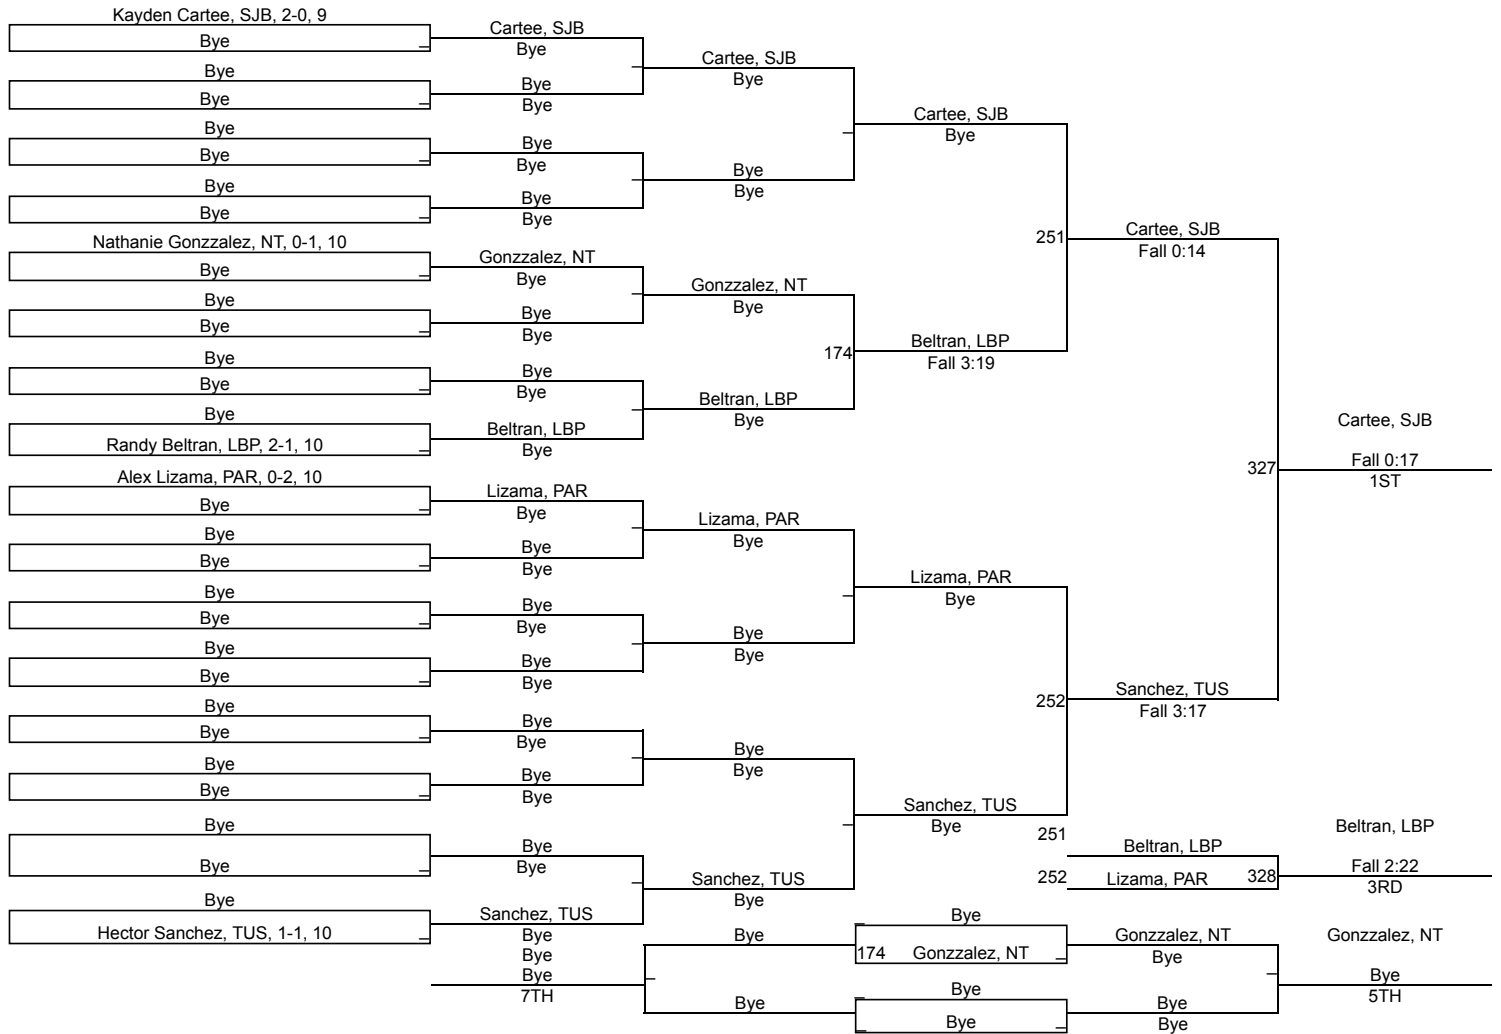 Kayden Cartee, SJB, 2-0, 9
Bye
Bye
Bye
Bye
Bye
Bye
Bye
Nathanie Gonzzalez, NT, 0-1, 10
Bye
Bye
Bye
Bye
Bye
Bye
Randy Beltran, LBP, 2-1, 10
Alex Lizama, PAR, 0-2, 10
Bye
Bye
Bye
Bye
Bye
Bye
Bye
Bye
Bye
Bye
Bye
Bye
Bye
Bye
Hector Sanchez, TUS, 1-1, 10
Cartee, SJB
Bye
Bye
Bye
Bye
Bye
Bye
Bye
Gonzzalez, NT
Bye
Bye
Bye
Bye
Bye
Beltran, LBP
Bye
Lizama, PAR
Bye
Bye
Bye
Bye
Bye
Bye
Bye
Bye
Bye
Bye
Bye
Bye
Bye
Sanchez, TUS
Bye
Bye
Bye
7TH
Cartee, SJB
Bye
Bye
Bye
Gonzzalez, NT
Bye
Beltran, LBP
Bye
Lizama, PAR
Bye
Bye
Bye
Bye
Bye
Sanchez, TUS
Bye
Bye
Bye
Cartee, SJB
Bye
174
Beltran, LBP
Fall 3:19
Lizama, PAR
Bye
Sanchez, TUS
Bye
Bye
174 Gonzzalez, NT
Bye
Bye
251
Cartee, SJB
Fall 0:14
252
Sanchez, TUS
Fall 3:17
251
Beltran, LBP
252
Lizama, PAR
Gonzzalez, NT
Bye
Bye
Bye
327
Cartee, SJB
Fall 0:17
1ST
328
Beltran, LBP
Fall 2:22
3RD
Gonzzalez, NT
Bye
5TH